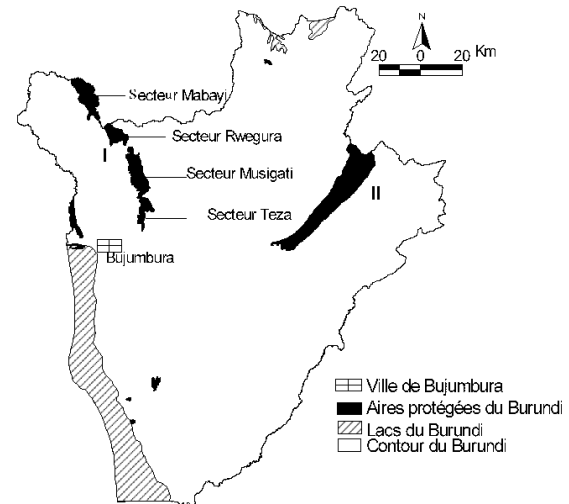 N
20 0 20 Km
Secteur Mabayi
Secteur Rwegura
I
Secteur Musigati
II
Secteur Teza
Bujumbura
Ville de Bujumbura
Aires protégées du Burundi
Lacs du Burundi
Contour du Burundi